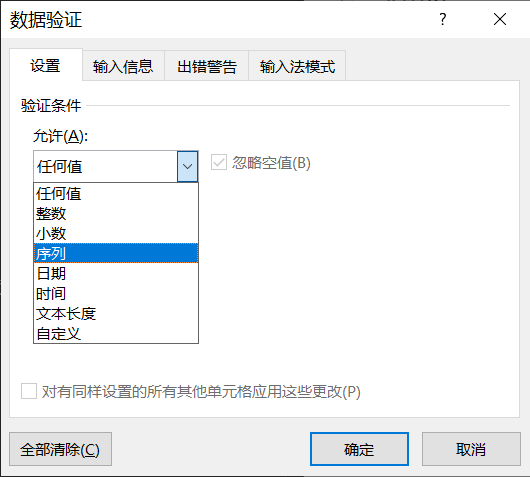 数据验证
设置 输入信息 出错警告 输入法模式
验证条件
允许(A):
任何值 忽略空值(B)
任何值
整数
小数
序列
日期
时间
文本长度
自定义
对有同样设置的所有其他单元格应用这些更改(P)
全部清除(C) 确定 取消